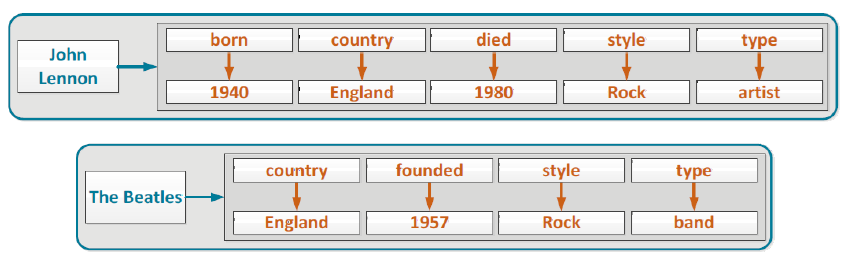 John
Lennon
born country died style type
1940 England 1980 Rock artist
The Beatles
country founded style type
England 1957 Rock band